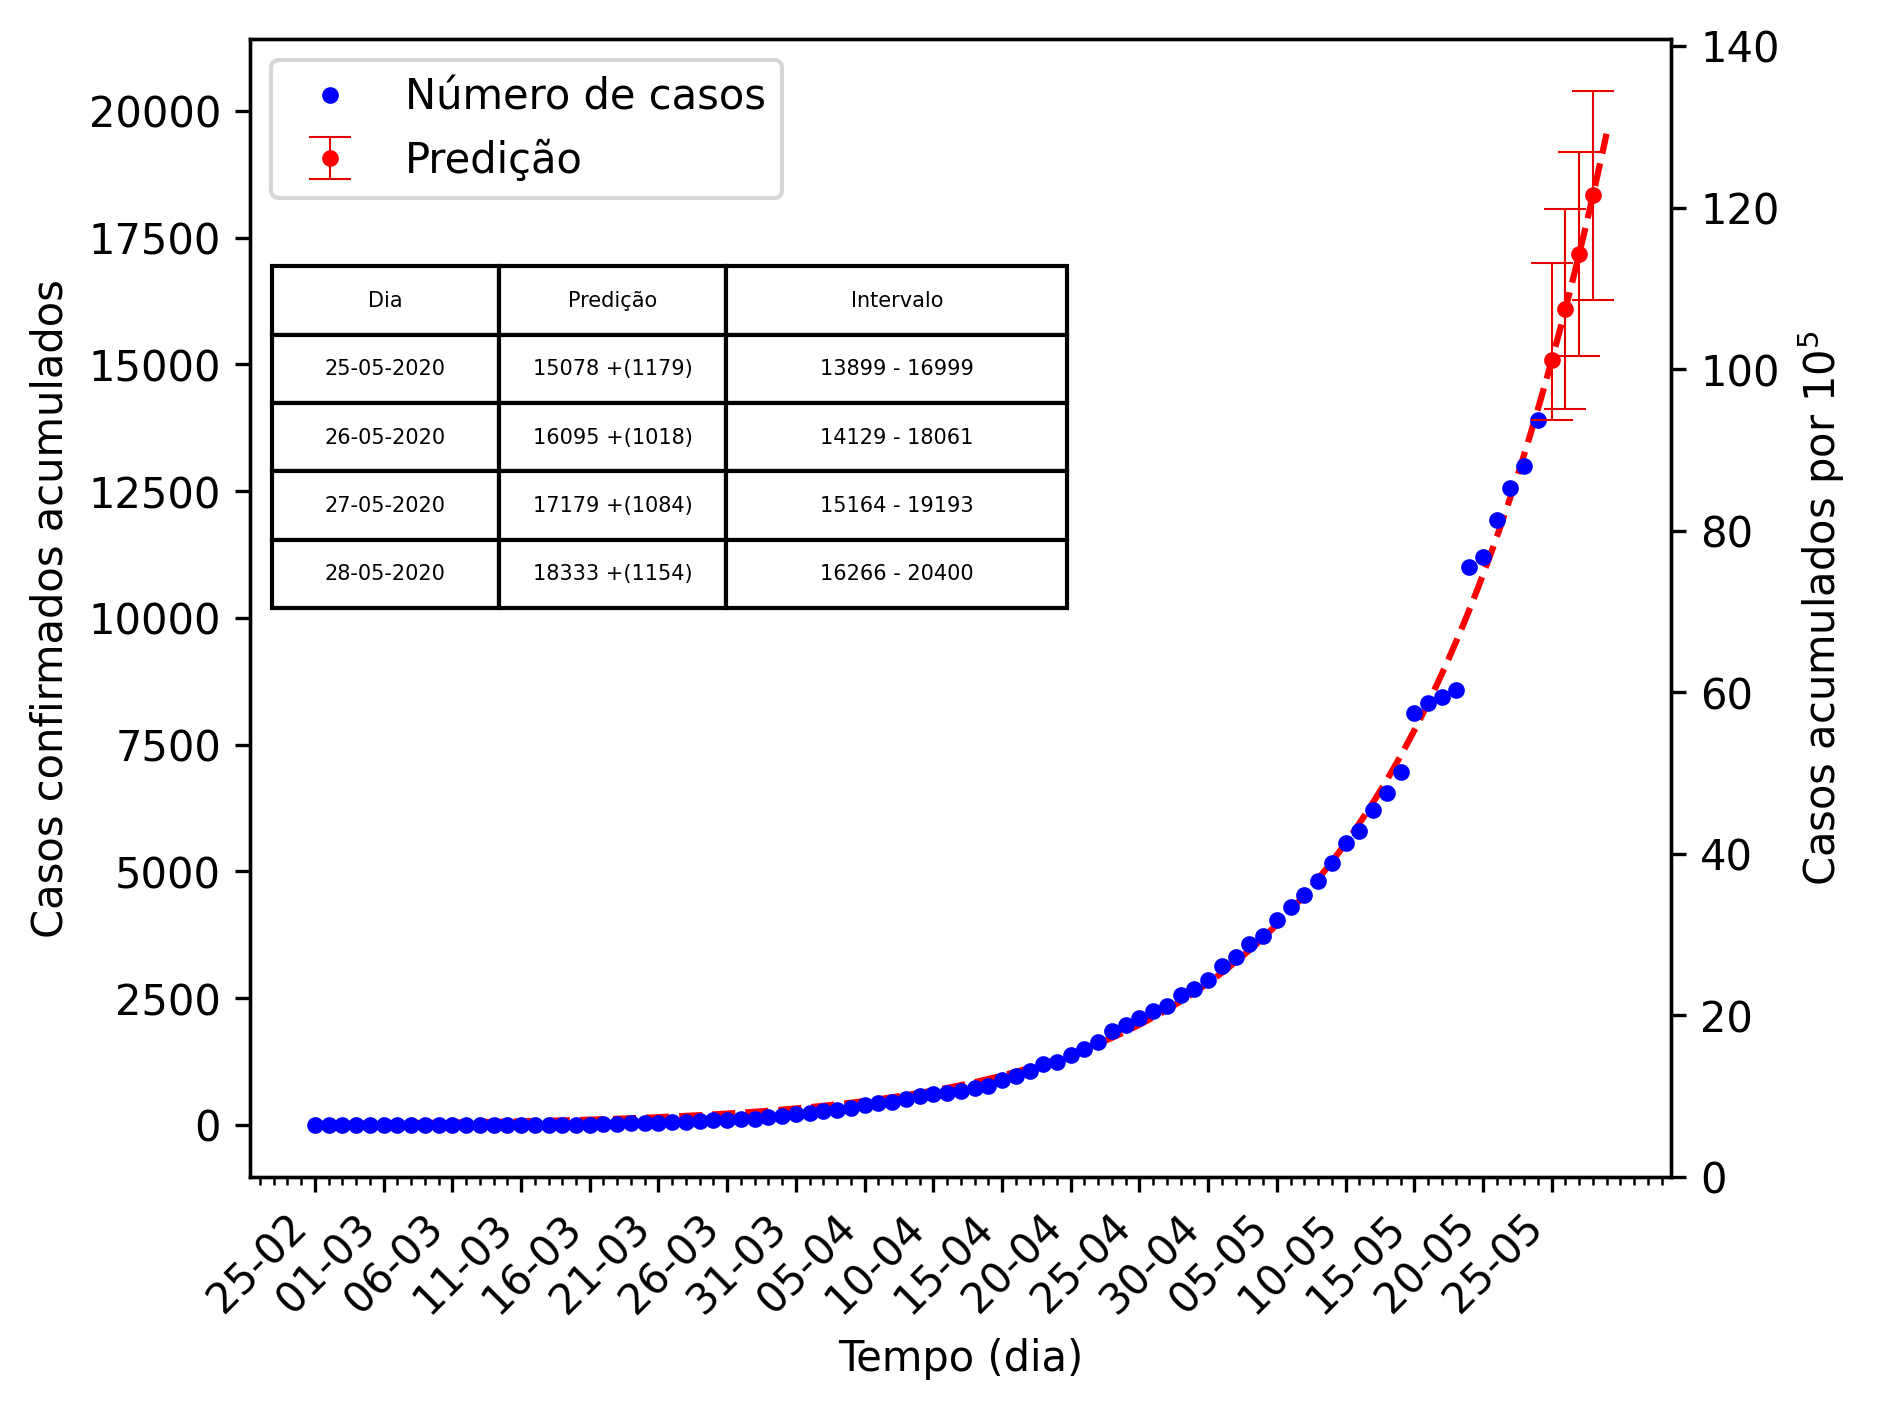 Número de casos
Predição
Dia Predição Intervalo
25-05-2020 15078 +(1179) 13899 - 16999
26-05-2020 16095 +(1018) 14129 - 18061
27-05-2020 17179 +(1084) 15164 - 19193
28-05-2020 18333 +(1154) 16266 - 20400
Casos confirmados acumulados
20000
17500
15000
12500
10000
7500
5000
2500
0
140
120
100
80
60
40
20
0
Casos acumulados por 10⁵
25-02 01-03 06-03 11-03 16-03 21-03 26-03 31-03 05-04 10-04 15-04 20-04 25-04 30-04 05-05 10-05 15-05 20-05 25-05
Tempo (dia)